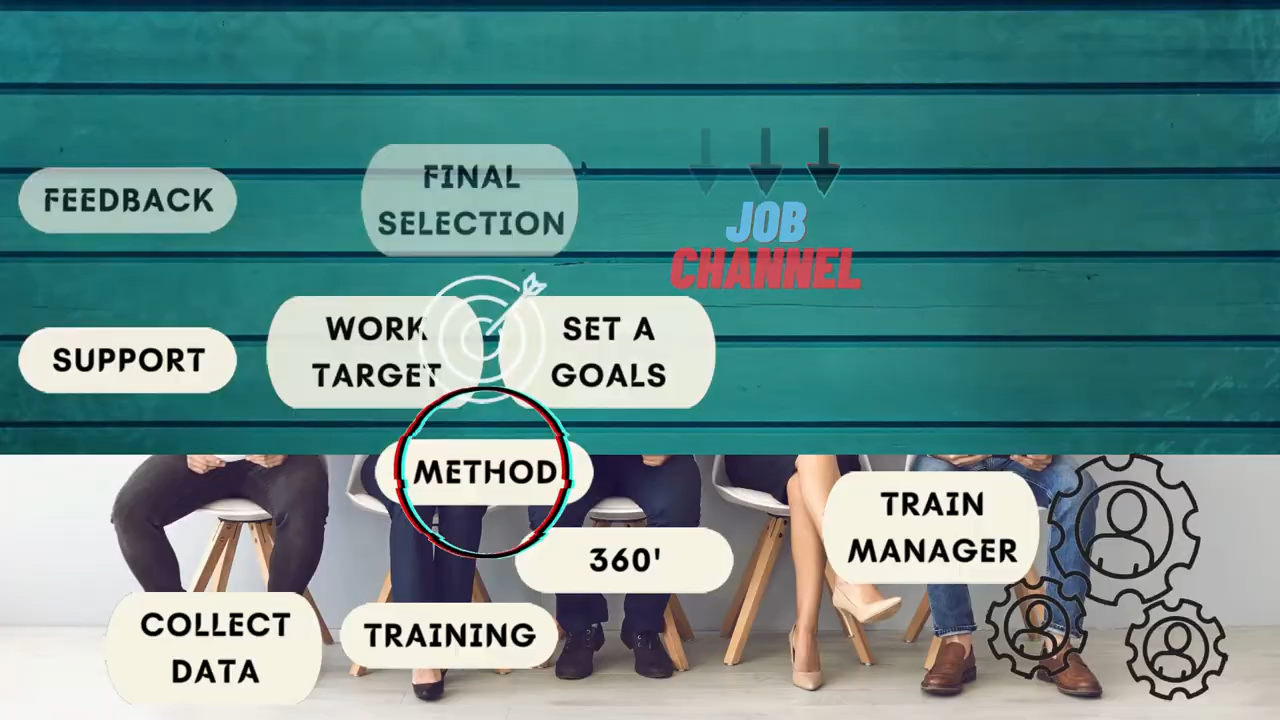 FEEDBACK
FINAL
SELECTION
JOB
CHANNEL
SUPPORT
WORK
TARGET
SET A
GOALS
METHOD
360'
TRAIN
MANAGER
COLLECT
DATA
TRAINING